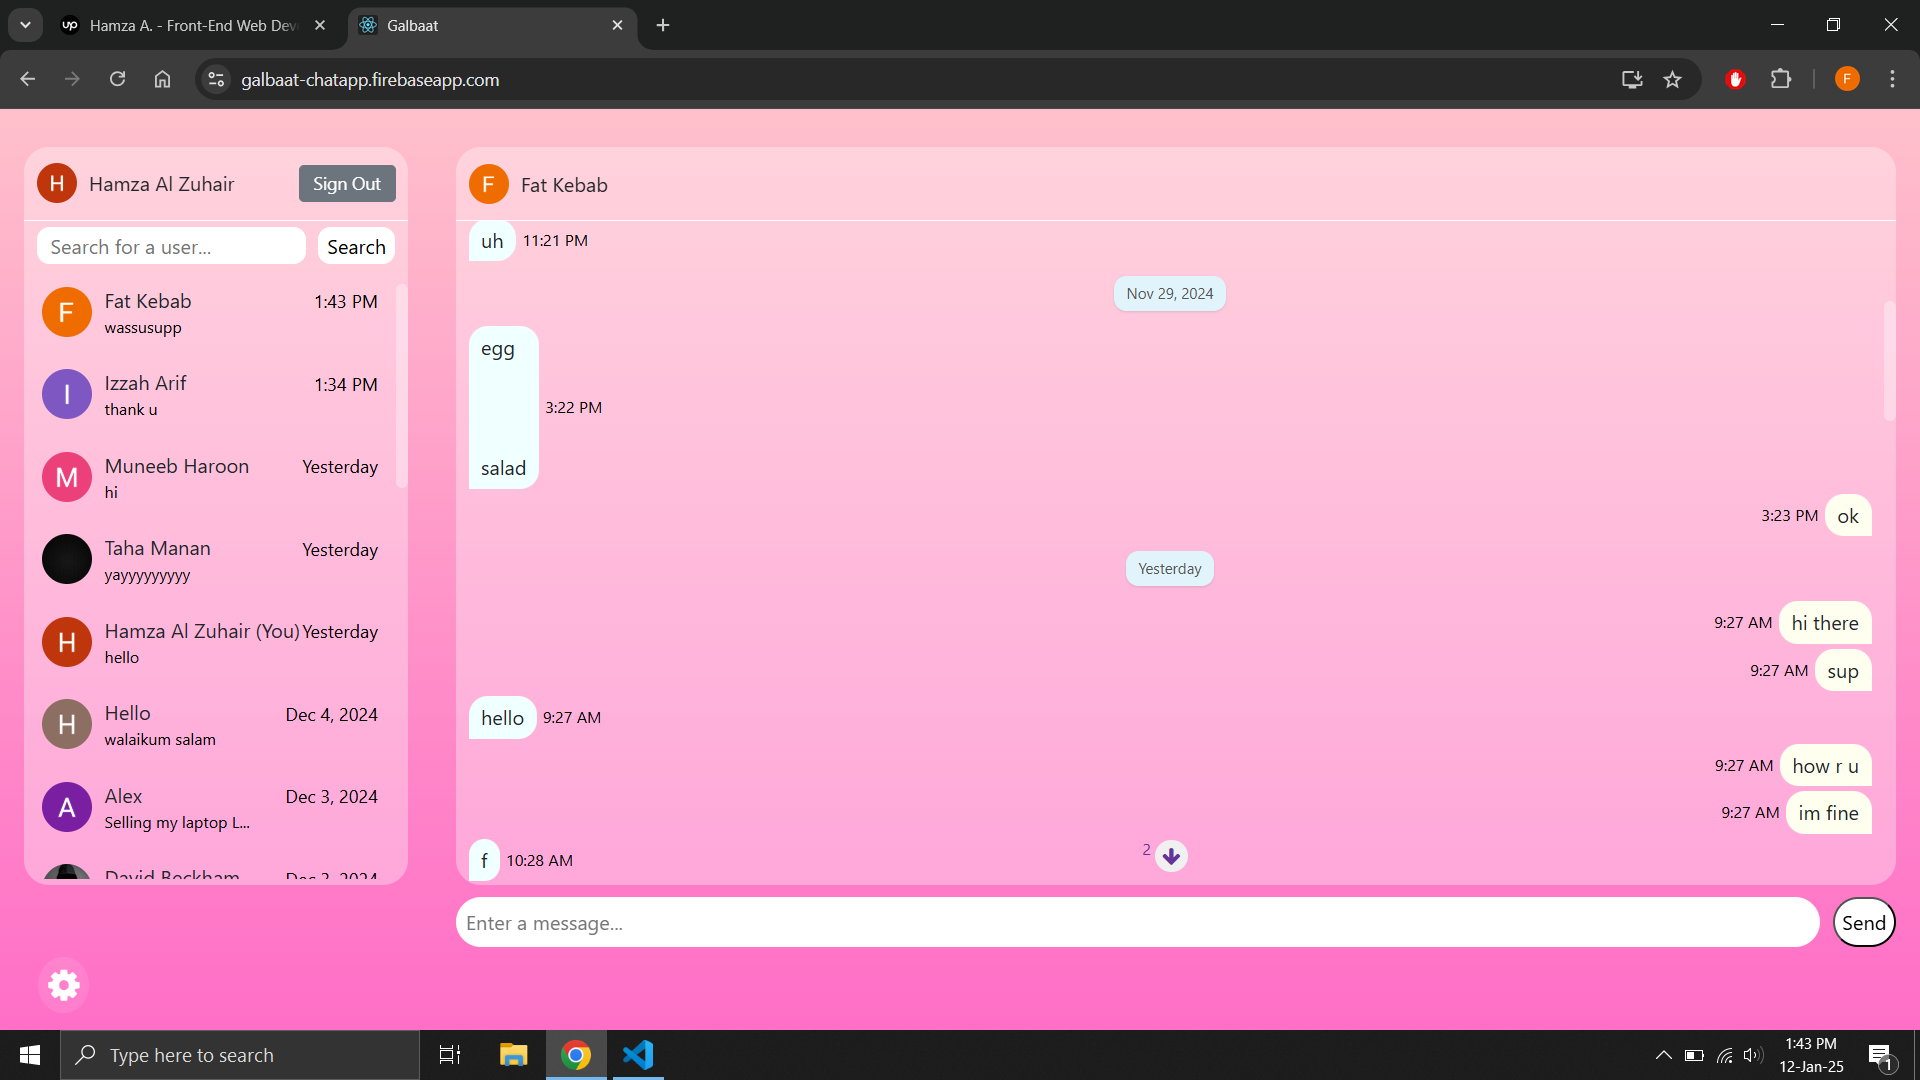 up Hamza A. - Front-End Web Dev
Galbaat
galbaat-chatapp.firebaseapp.com
F
H Hamza Al Zuhair Sign Out
Search for a user... Search
F Fat Kebab 1:43 PM
wassusupp
I Izzah Arif 1:34 PM
thank u
M Muneeb Haroon Yesterday
hi
Taha Manan Yesterday
yayyyyyyyyy
H Hamza Al Zuhair (You) Yesterday
hello
H Hello Dec 4, 2024
walaikum salam
A Alex Dec 3, 2024
Selling my laptop L...
David Beckham Dec 3, 2024
F Fat Kebab
uh 11:21 PM
Nov 29, 2024
egg
3:22 PM
salad
3:23 PM ok
Yesterday
9:27 AM hi there
9:27 AM sup
hello 9:27 AM
9:27 AM how r u
9:27 AM im fine
f 10:28 AM
2
Enter a message... Send
Type here to search
1:43 PM
12-Jan-25
1